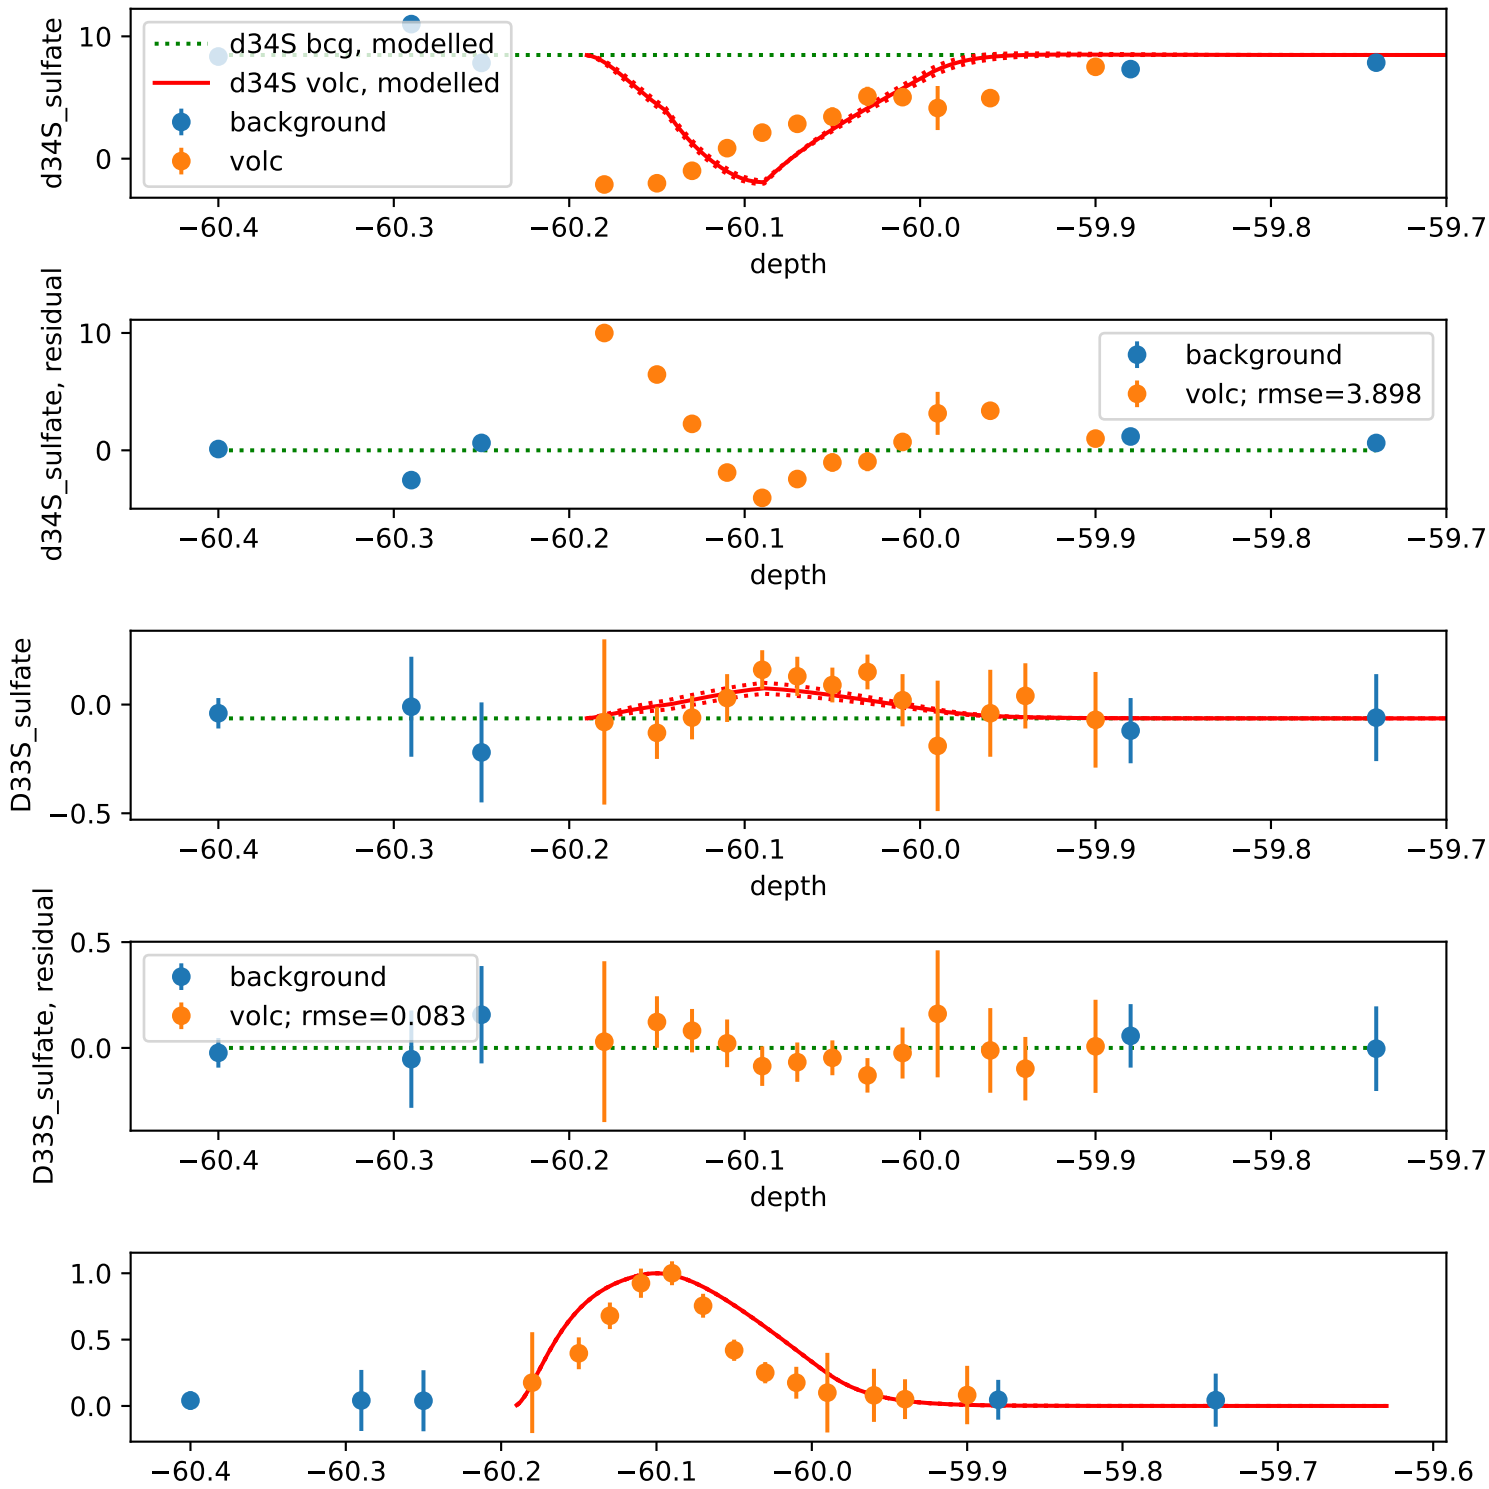 d34S_sulfate
10
0
d34S bcg, modelled
d34S volc, modelled
background
volc
−60.4 −60.3 −60.2 −60.1 −60.0 −59.9 −59.8 −59.7
depth
d34S_sulfate, residual
10
0
background
volc; rmse=3.898
−60.4 −60.3 −60.2 −60.1 −60.0 −59.9 −59.8 −59.7
depth
D33S_sulfate
0.0
−0.5
−60.4 −60.3 −60.2 −60.1 −60.0 −59.9 −59.8 −59.7
depth
D33S_sulfate, residual
0.5
0.0
background
volc; rmse=0.083
−60.4 −60.3 −60.2 −60.1 −60.0 −59.9 −59.8 −59.7
depth
1.0
0.5
0.0
−60.4 −60.3 −60.2 −60.1 −60.0 −59.9 −59.8 −59.7 −59.6